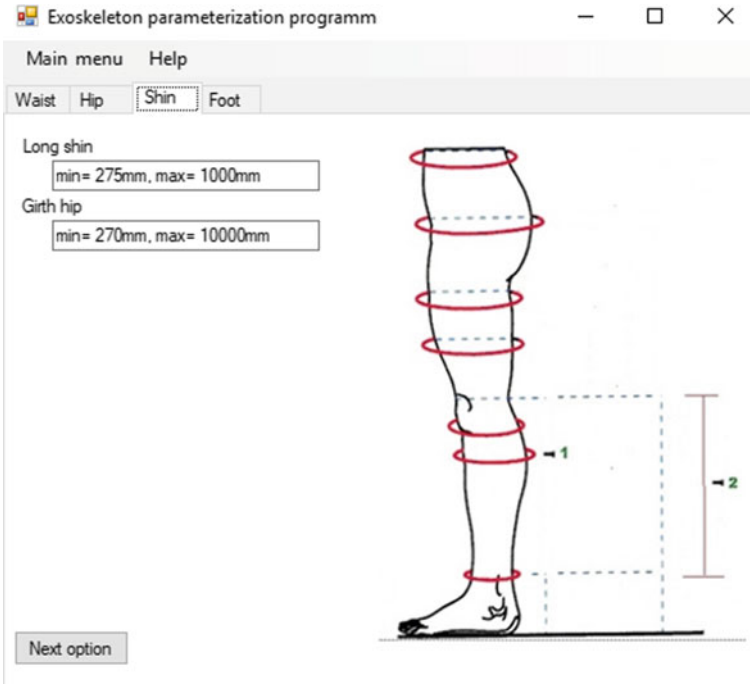 Exoskeleton parameterization programm
Main menu Help
Waist Hip Shin Foot
Long shin
min= 275mm, max= 1000mm
Girth hip
min= 270mm, max= 10000mm
1
2
Next option